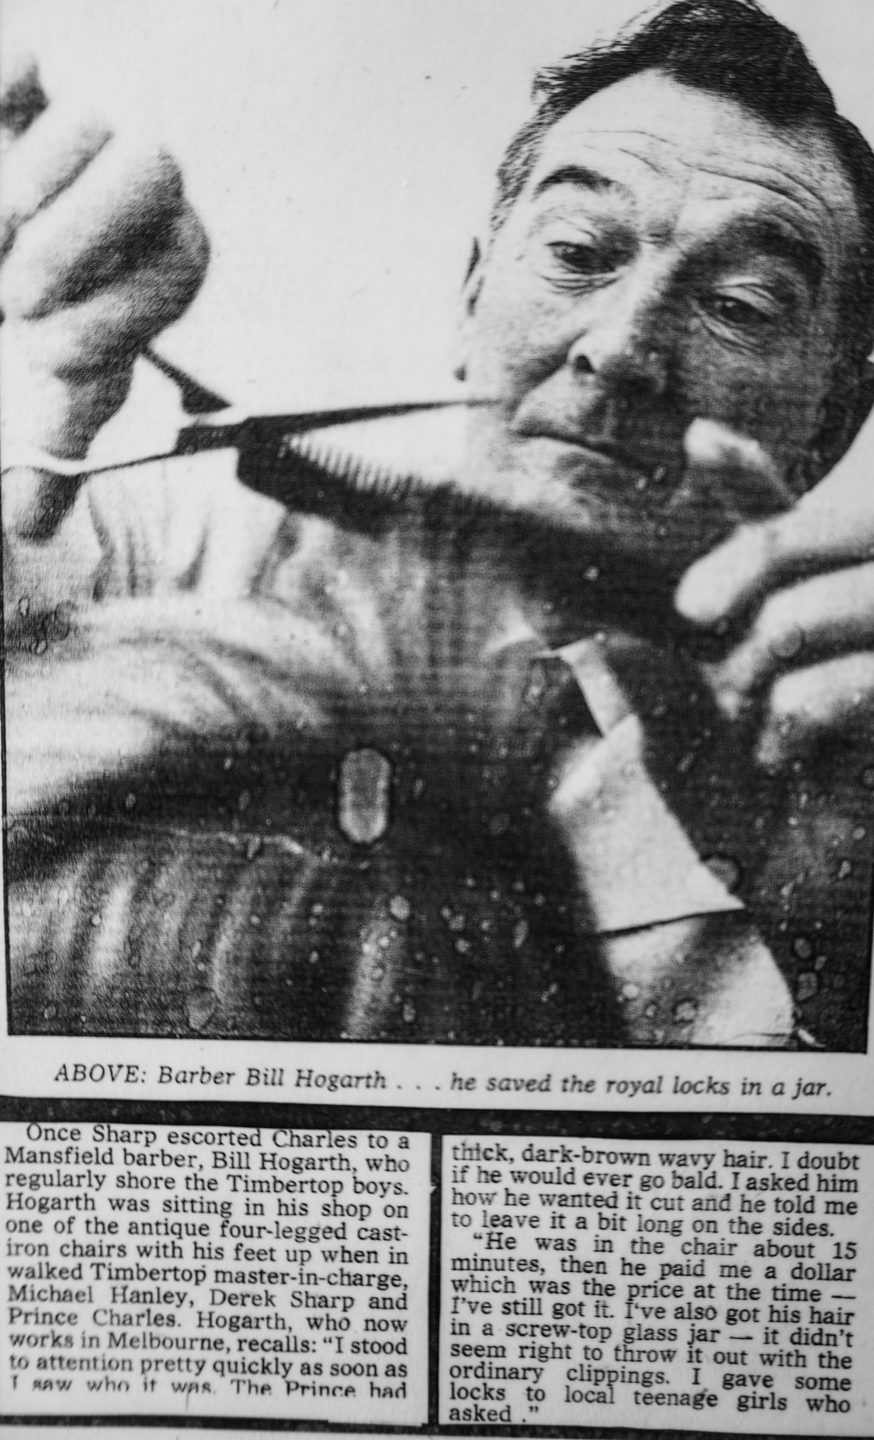 ABOVE: Barber Bill Hogarth . . . he saved the royal locks in a jar.
Once Sharp escorted Charles to a
Mansfield barber, Bill Hogarth, who
regularly shore the Timbertop boys.
Hogarth was sitting in his shop on
one of the antique four-legged cast-
iron chairs with his feet up when in
walked Timbertop master-in-charge,
Michael Hanley, Derek Sharp and
Prince Charles. Hogarth, who now
works in Melbourne, recalls: “I stood
to attention pretty quickly as soon as
I saw who it was. The Prince had
thick, dark-brown wavy hair. I doubt
if he would ever go bald. I asked him
how he wanted it cut and he told me
to leave it a bit long on the sides.
“He was in the chair about 15
minutes, then he paid me a dollar
which was the price at the time —
I’ve still got it. I’ve also got his hair
in a screw-top glass jar — it didn’t
seem right to throw it out with the
ordinary clippings. I gave some
locks to local teenage girls who
asked .”